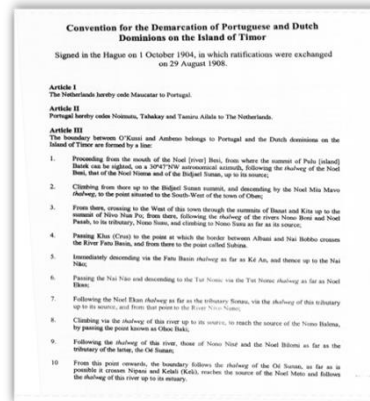 Convention for the Demarcation of Portuguese and Dutch
Dominions on the Island of Timor
Signed in the Hague on 1 October 1904, in which ratifications were exchanged
on 29 August 1908.
Article I
The Netherlands hereby cede Maucatar to Portugal.
Article II
Portugal hereby cedes Noimuta, Tahakay and Tamiru Ailala to The Netherlands.
Article III
The boundary between O'Kussi and Ambeno belongs to Portugal and the Dutch dominions on the
Island of Timor are formed by a line:
1. Proceeding from the mouth of the Noel [river] Besi, from where the summit of Pulu [island]
Batek can be sighted, on a 30°47'NW astronomical azimuth, following the thalweg of the Noel
Besi, that of the Noel Nieme and of the Bidjael Sunan, up to its source;
2. Climbing from there up to the Bidjael Sunan summit, and descending by the Noel Miu Mavo
thalweg, to the point situated to the South-West of the town of Oben;
3. From there, crossing to the West of this town through the summits of Banat and Kita up to the
summit of Nivo Nun Po; from there, following the thalweg of the rivers Nono Boni and Noel
Pasab, to its tributary, Nono Susu, and climbing to Nono Susu as far as its source;
4. Passing Klus (Crus) to the point at which the border between Abani and Nai Bobbo crosses
the River Fatu Basin, and from there to the point called Subina.
5. Immediately descending via the Fatu Basin thalweg as far as Ke An, and thence up to the Nai
Nao;
6. Passing the Nai Nao and descending to the Tut Nonu via the Tut Nonu thalweg as far as Noel
Ekan;
7. Following the Noel Ekan thalweg as far as the tributary Sonau, via the thalweg of this tributary
up to its source, and from that point to the River Nivo Nono;
8. Climbing via the thalweg of this river up to its source, to reach the source of the Nono Balena,
by passing the point known as Ohoe Baki;
9. Following the thalweg of this river, those of Nono Nisé and the Noel Bilomi as far as the
tributary of the latter, the Oè Sunan;
10 From this point onwards, the boundary follows the thalweg of the Oè Sunan, as far as is
possible it crosses Nipani and Kelali (Keli), reaches the source of the Noel Meto and follows
the thalweg of this river up to its estuary.